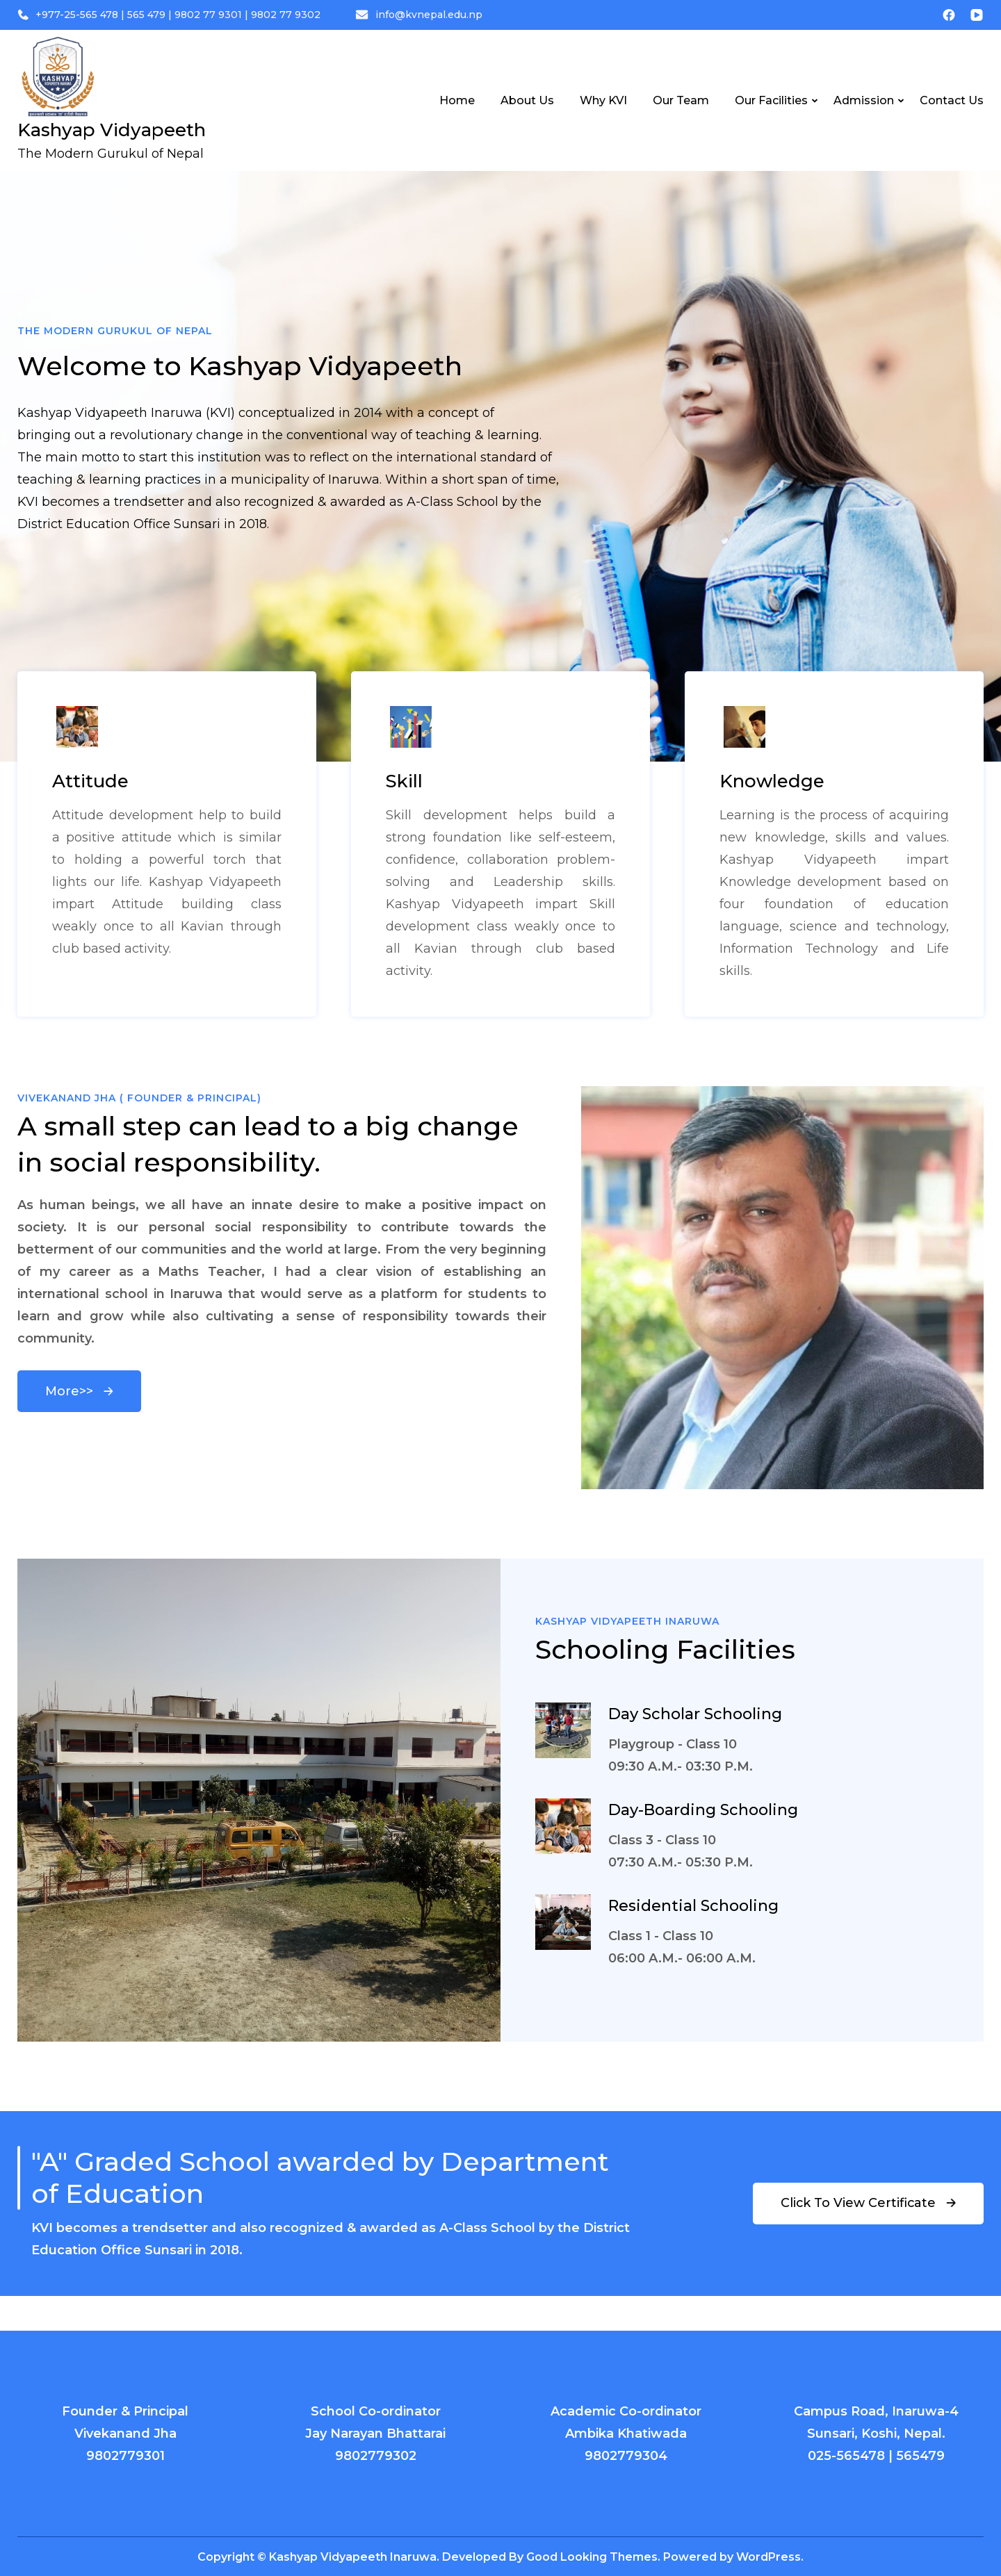 +977-25-565 478 | 565 479 | 9802 77 9301 | 9802 77 9302
info@kvnepal.edu.np
KASHYAP
Kashyap Vidyapeeth
The Modern Gurukul of Nepal
Home
About Us
Why KVI
Our Team
Our Facilities
Admission
Contact Us
THE MODERN GURUKUL OF NEPAL
Welcome to Kashyap Vidyapeeth
Kashyap Vidyapeeth Inaruwa (KVI) conceptualized in 2014 with a concept of
bringing out a revolutionary change in the conventional way of teaching & learning.
The main motto to start this institution was to reflect on the international standard of
teaching & learning practices in a municipality of Inaruwa. Within a short span of time,
KVI becomes a trendsetter and also recognized & awarded as A-Class School by the
District Education Office Sunsari in 2018.
Attitude
Attitude development help to build
a positive attitude which is similar
to holding a powerful torch that
lights our life. Kashyap Vidyapeeth
impart Attitude building class
weakly once to all Kavian through
club based activity.
Skill
Skill development helps build a
strong foundation like self-esteem,
confidence, collaboration problem-
solving and Leadership skills.
Kashyap Vidyapeeth impart Skill
development class weakly once to
all Kavian through club based
activity.
Knowledge
Learning is the process of acquiring
new knowledge, skills and values.
Kashyap Vidyapeeth impart
Knowledge development based on
four foundation of education
language, science and technology,
Information Technology and Life
skills.
VIVEKANAND JHA ( FOUNDER & PRINCIPAL)
A small step can lead to a big change
in social responsibility.
As human beings, we all have an innate desire to make a positive impact on
society. It is our personal social responsibility to contribute towards the
betterment of our communities and the world at large. From the very beginning
of my career as a Maths Teacher, I had a clear vision of establishing an
international school in Inaruwa that would serve as a platform for students to
learn and grow while also cultivating a sense of responsibility towards their
community.
More>> →
KASHYAP VIDYAPEETH INARUWA
Schooling Facilities
Day Scholar Schooling
Playgroup - Class 10
09:30 A.M.- 03:30 P.M.
Day-Boarding Schooling
Class 3 - Class 10
07:30 A.M.- 05:30 P.M.
Residential Schooling
Class 1 - Class 10
06:00 A.M.- 06:00 A.M.
"A" Graded School awarded by Department
of Education
KVI becomes a trendsetter and also recognized & awarded as A-Class School by the District
Education Office Sunsari in 2018.
Click To View Certificate →
Founder & Principal
Vivekanand Jha
9802779301
School Co-ordinator
Jay Narayan Bhattarai
9802779302
Academic Co-ordinator
Ambika Khatiwada
9802779304
Campus Road, Inaruwa-4
Sunsari, Koshi, Nepal.
025-565478 | 565479
Copyright © Kashyap Vidyapeeth Inaruwa. Developed By Good Looking Themes. Powered by WordPress.